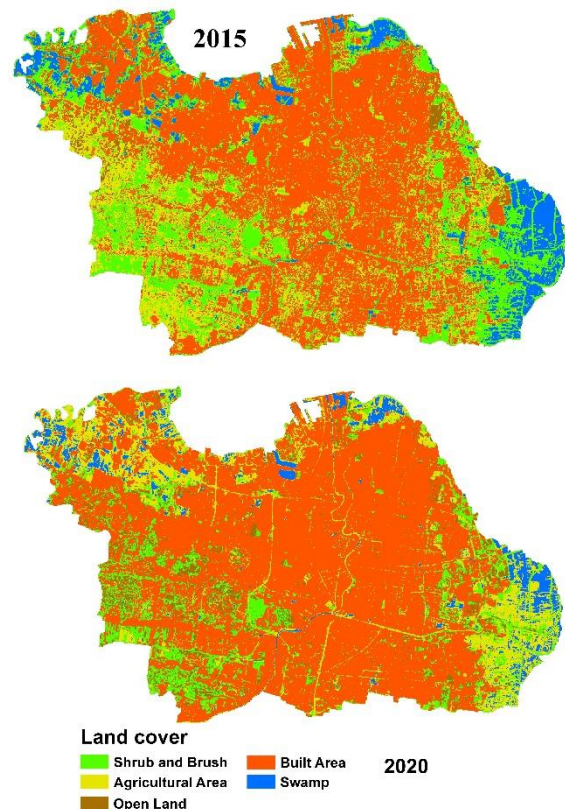 2015
Land cover
Shrub and Brush
Built Area
Agricultural Area
Swamp
Open Land
2020